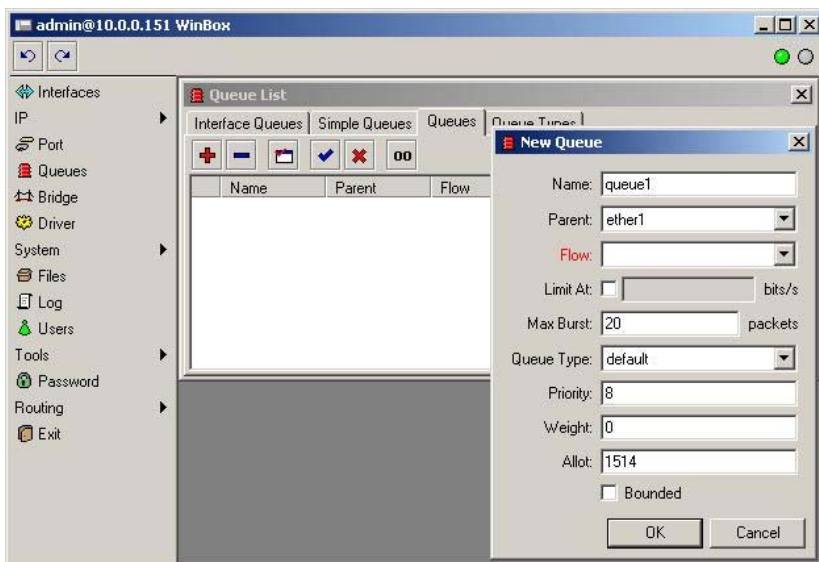 admin@10.0.0.151 WinBox
Interfaces
IP
Port
Queues
Bridge
Driver
System
Files
Log
Users
Tools
Password
Routing
Exit
Queue List
Interface Queues Simple Queues Queues Queue Types
00
Name Parent Flow
New Queue
Name: queue1
Parent: ether1
Flow:
Limit At: bits/s
Max Burst: 20 packets
Queue Type: default
Priority: 8
Weight: 0
Allot: 1514
Bounded
OK Cancel